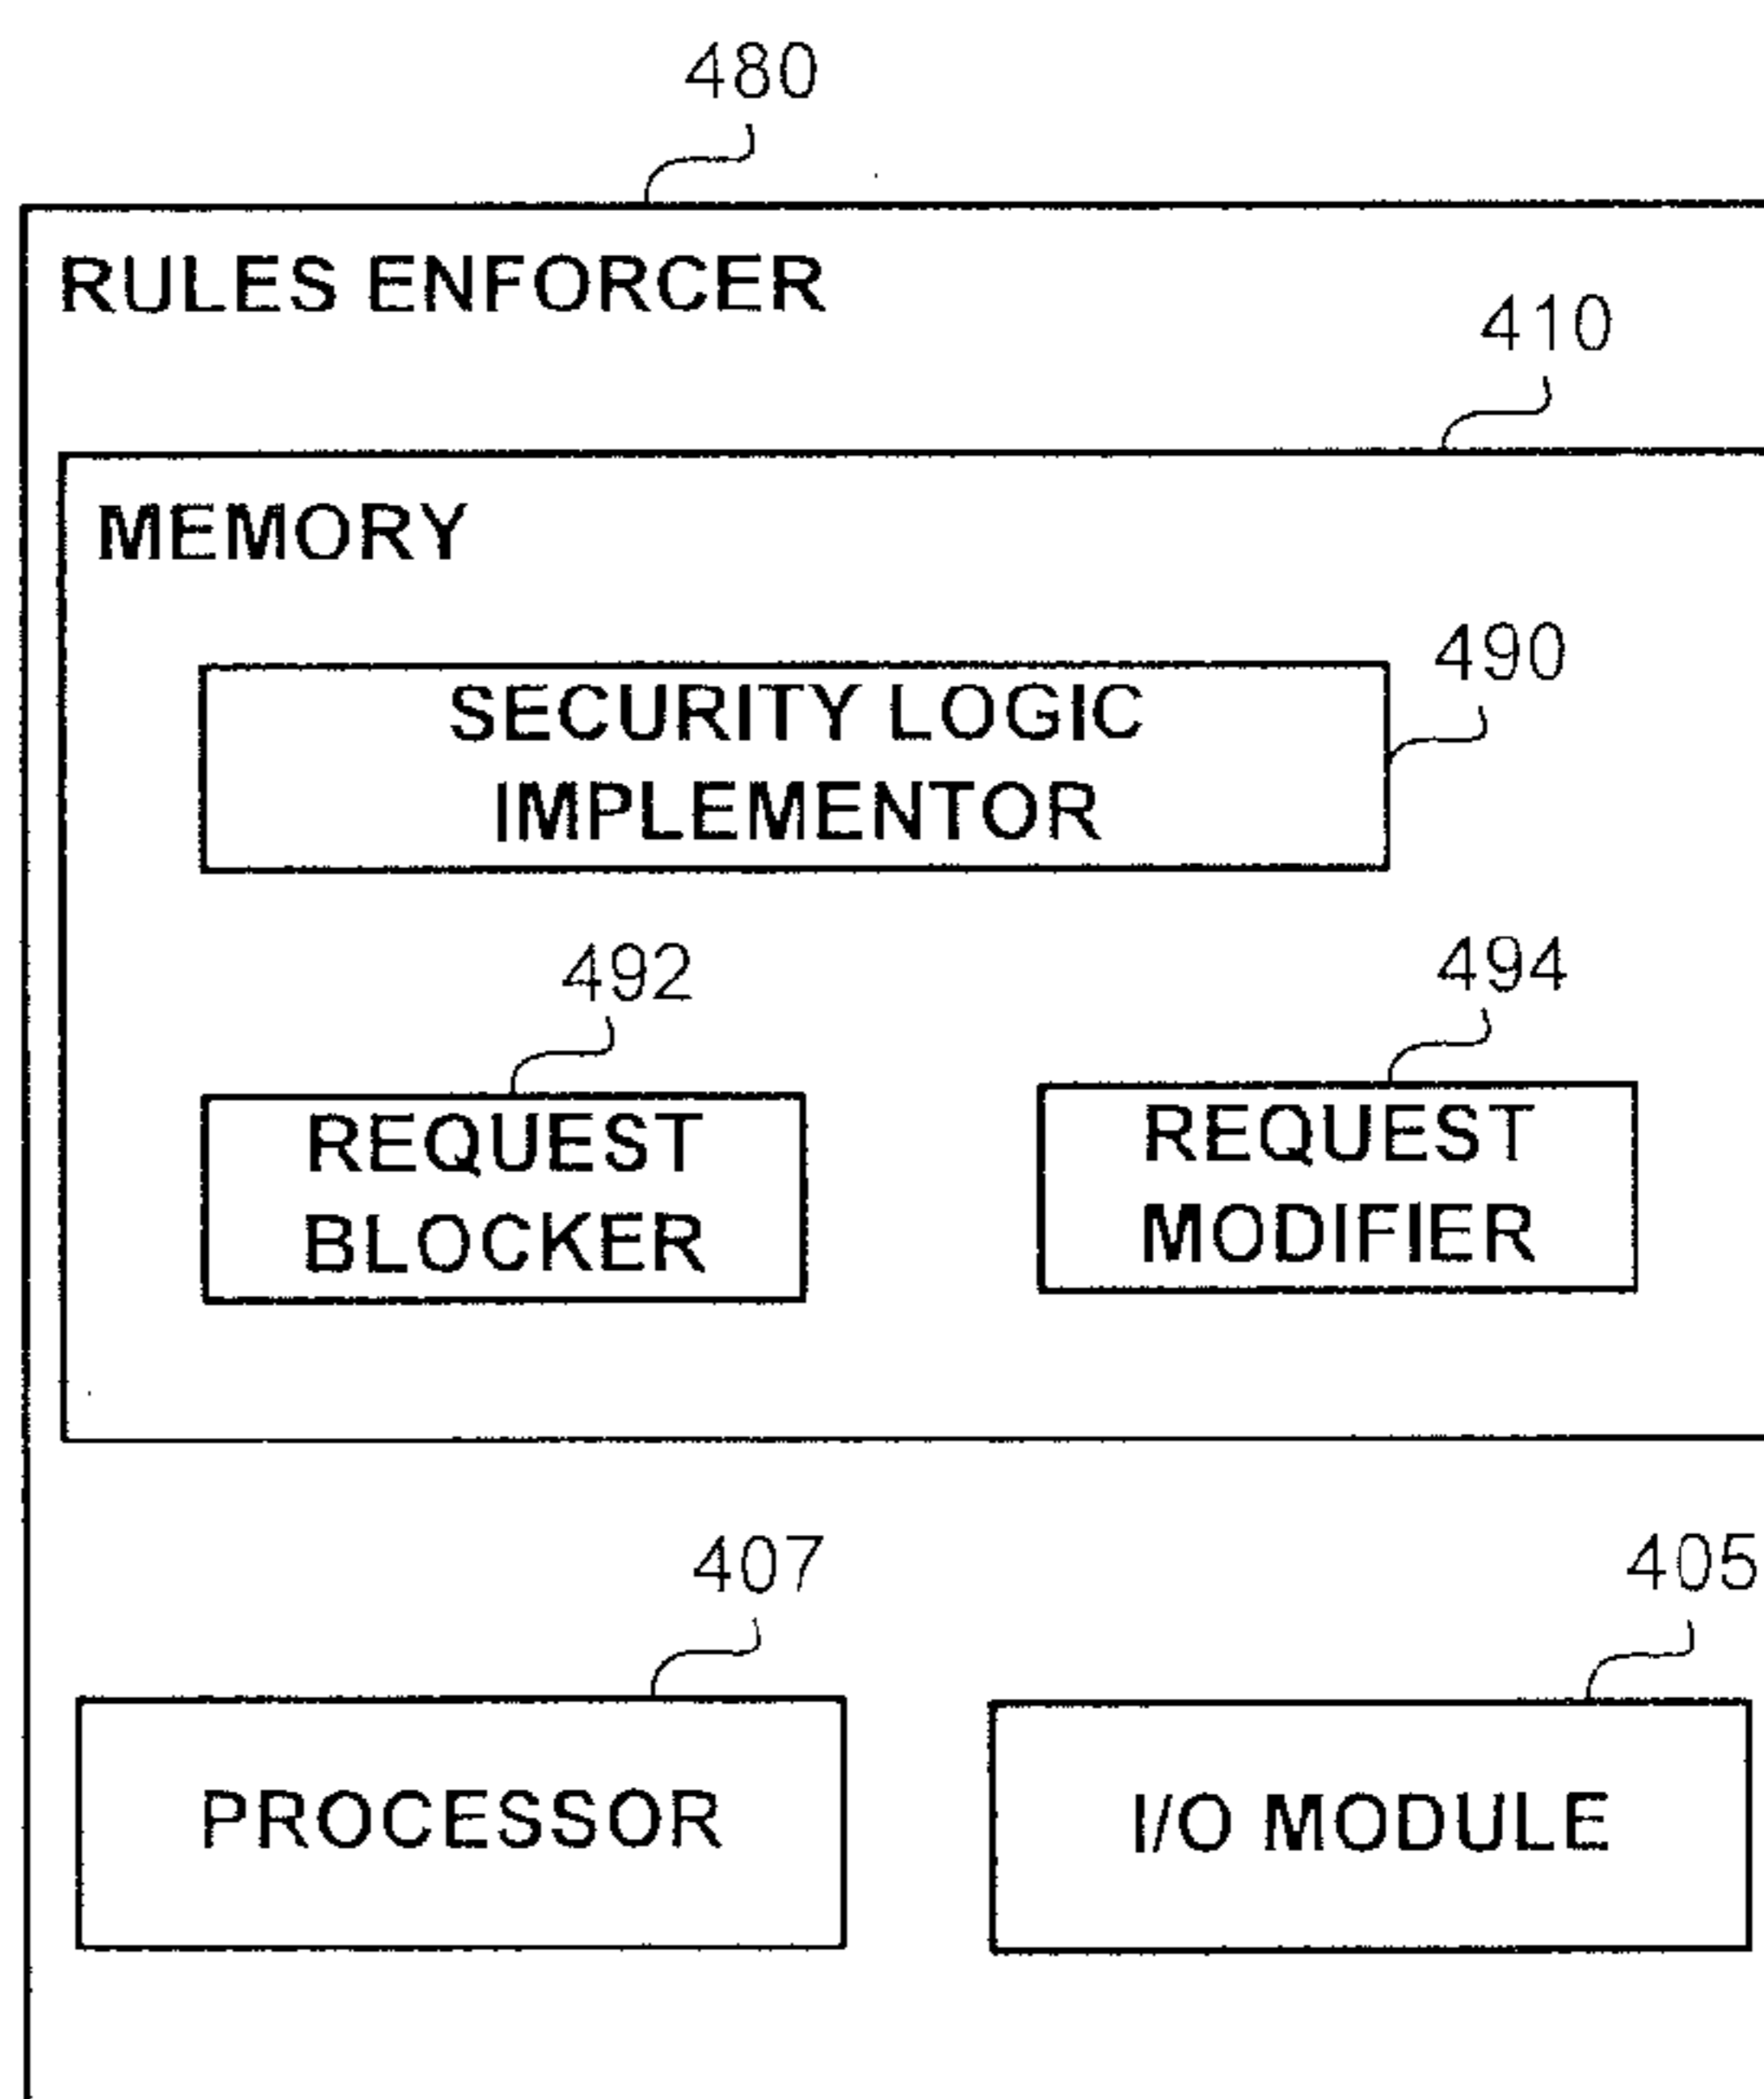 480
RULES ENFORCER
410
MEMORY
490
SECURITY LOGIC
IMPLEMENTOR
492
494
REQUEST
BLOCKER
REQUEST
MODIFIER
407
405
PROCESSOR
I/O MODULE